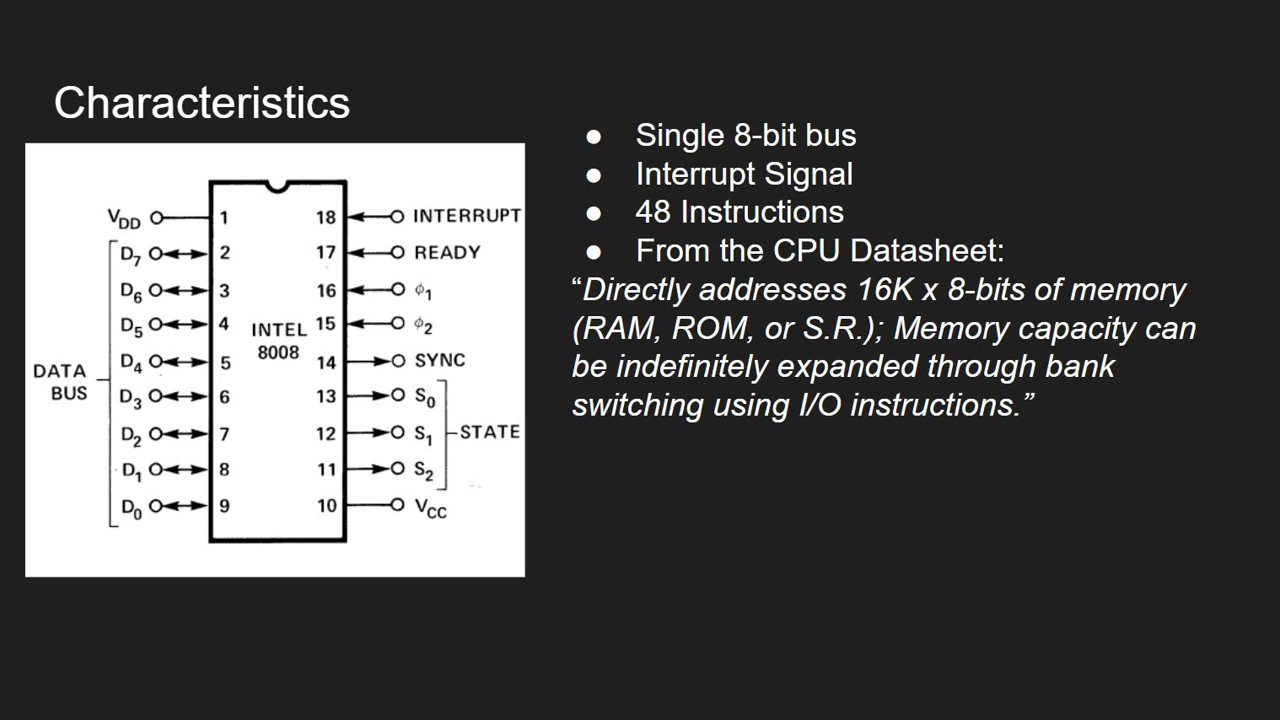 Characteristics
VDD 1 18 INTERRUPT
D7 2 17 READY
D6 3 16 ϕ1
D5 4 15 ϕ2
INTEL
8008
D4 5 14 SYNC
DATA
BUS
D3 6 13 S0
D2 7 12 S1 STATE
D1 8 11 S2
D0 9 10 VCC
● Single 8-bit bus
● Interrupt Signal
● 48 Instructions
● From the CPU Datasheet:
“Directly addresses 16K x 8-bits of memory
(RAM, ROM, or S.R.); Memory capacity can
be indefinitely expanded through bank
switching using I/O instructions.”